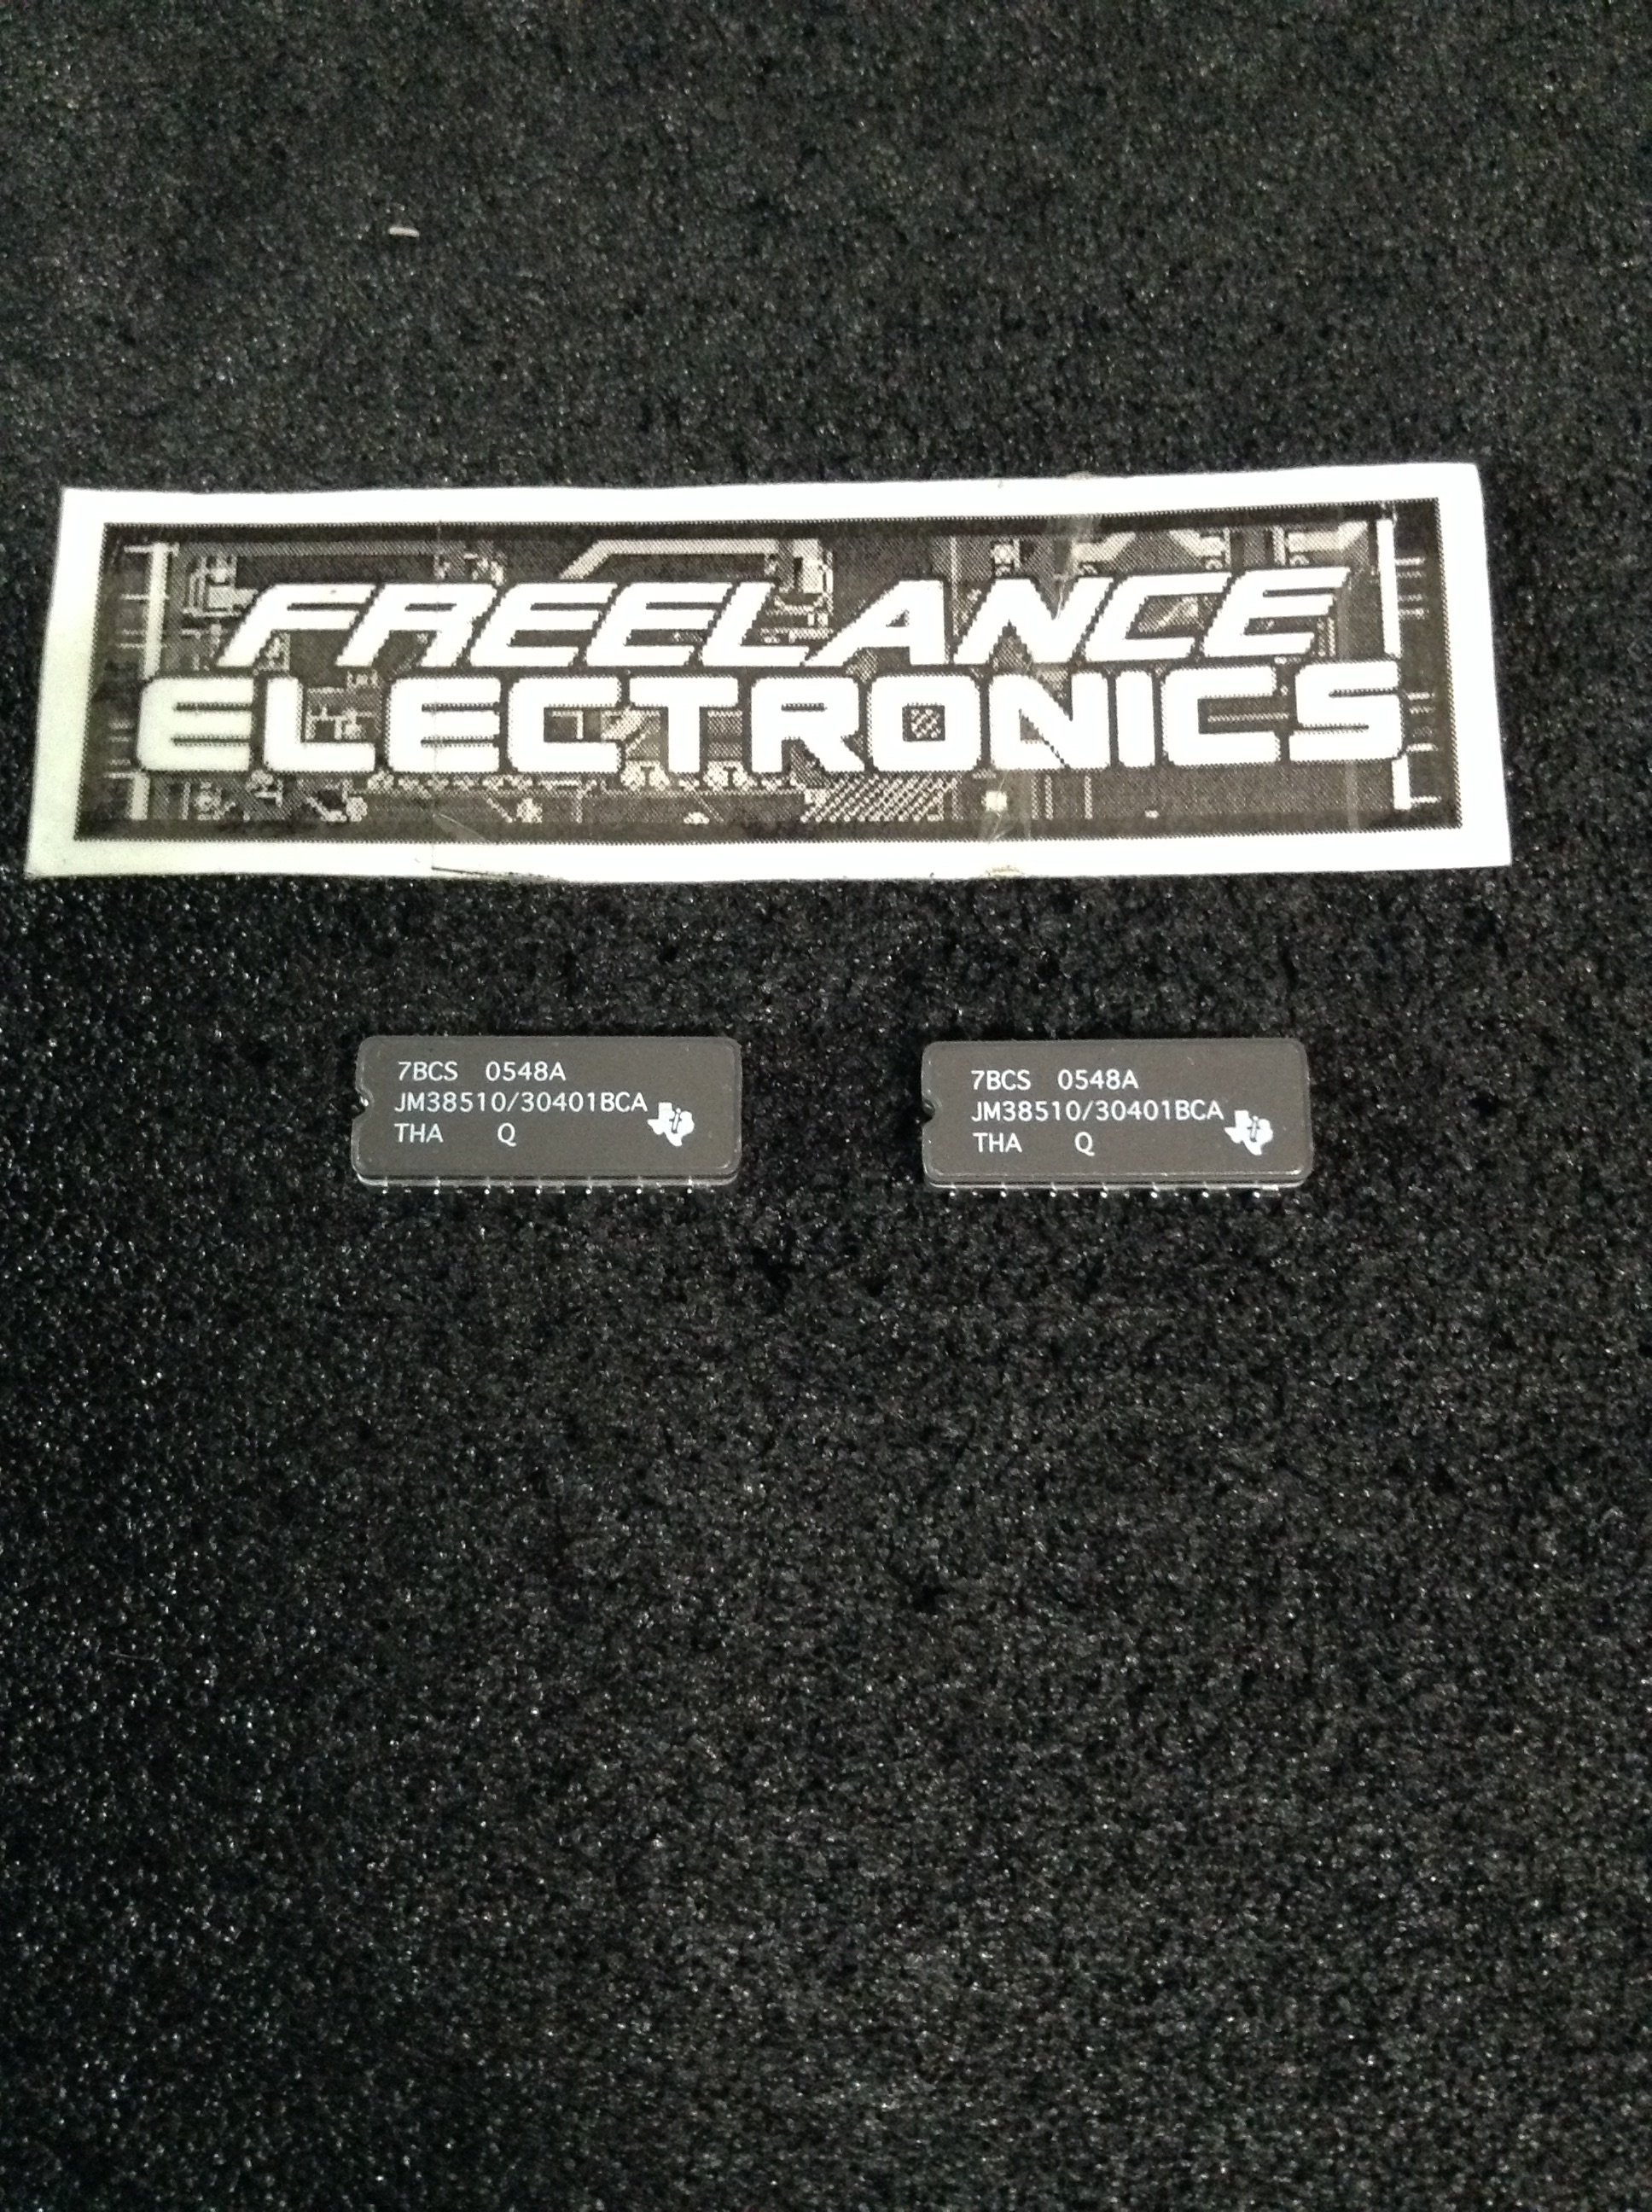 FREELANCE
ELECTRONICS
7BCS 0548A
JM38510/30401BCA
THA Q
7BCS 0548A
JM38510/30401BCA
THA Q